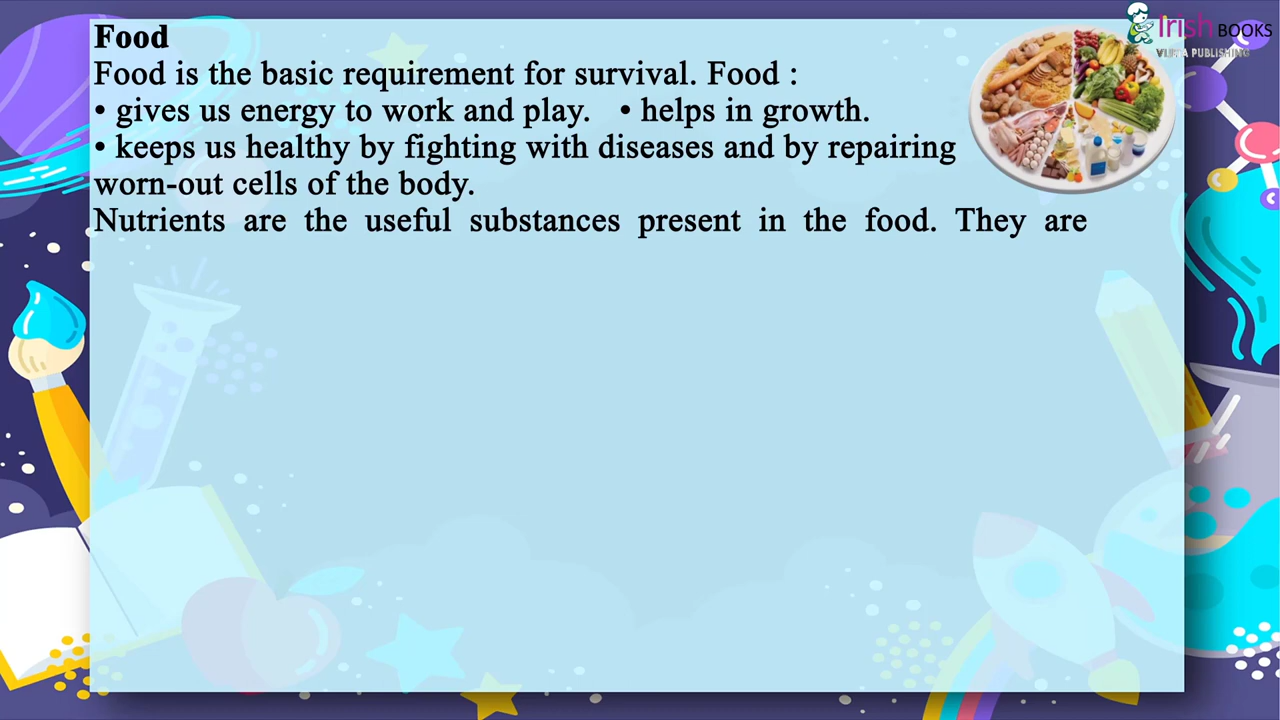 Food
Food is the basic requirement for survival. Food :
• gives us energy to work and play. • helps in growth.
• keeps us healthy by fighting with diseases and by repairing
worn-out cells of the body.
Nutrients are the useful substances present in the food. They are
Irish BOOKS
PUBLISHING